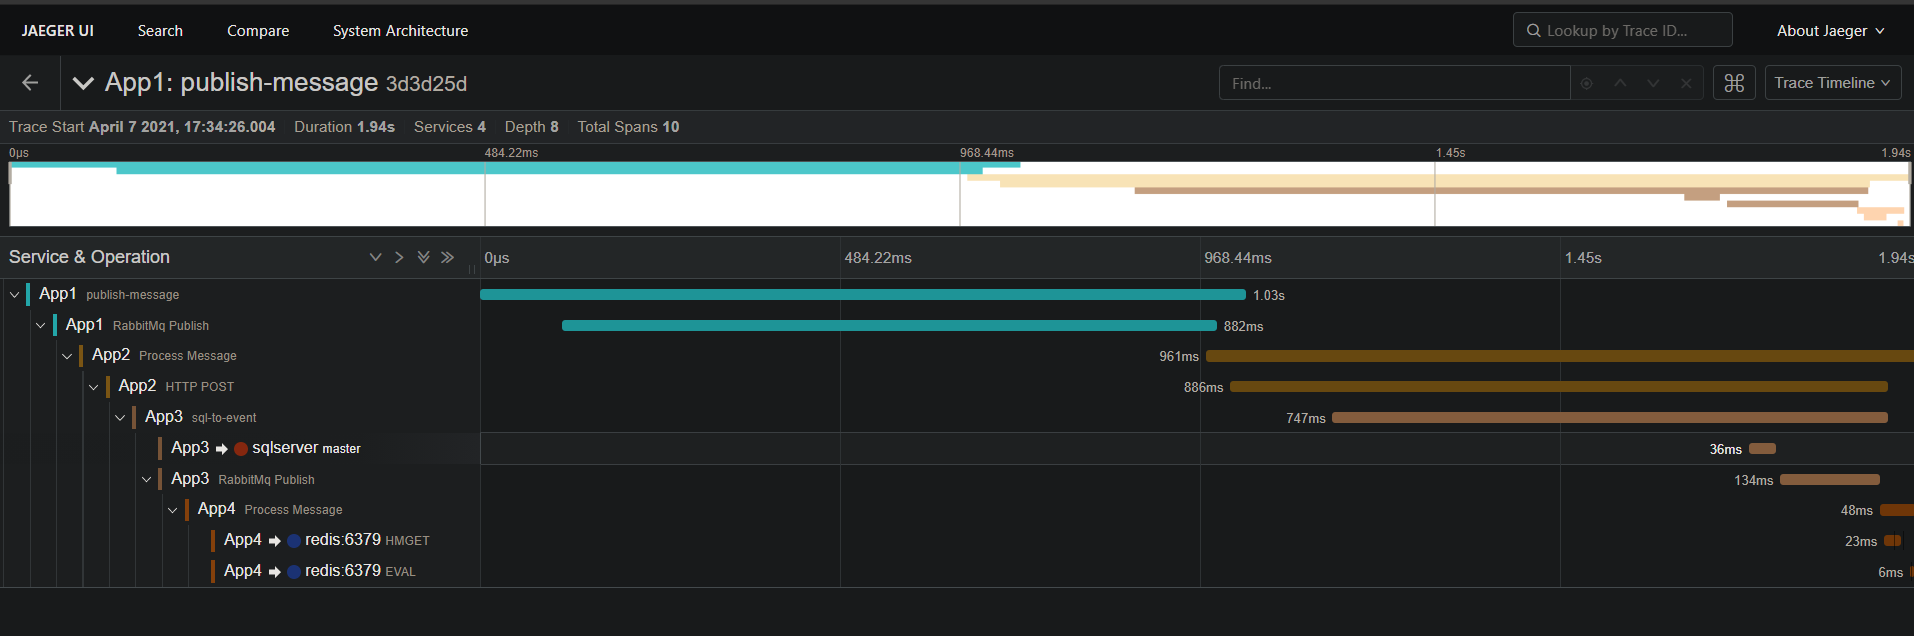 JAEGER UI Search Compare System Architecture Lookup by Trace ID... About Jaeger
App1: publish-message 3d3d25d Find... Trace Timeline
Trace Start April 7 2021, 17:34:26.004 Duration 1.94s Services 4 Depth 8 Total Spans 10
0μs 484.22ms 968.44ms 1.45s 1.94s
Service & Operation 0μs 484.22ms 968.44ms 1.45s 1.94s
App1 publish-message 1.03s
App1 RabbitMq Publish 882ms
App2 Process Message 961ms
App2 HTTP POST 886ms
App3 sql-to-event 747ms
App3 sqlserver master 36ms
App3 RabbitMq Publish 134ms
App4 Process Message 48ms
App4 redis:6379 HMGET 23ms
App4 redis:6379 EVAL 6ms